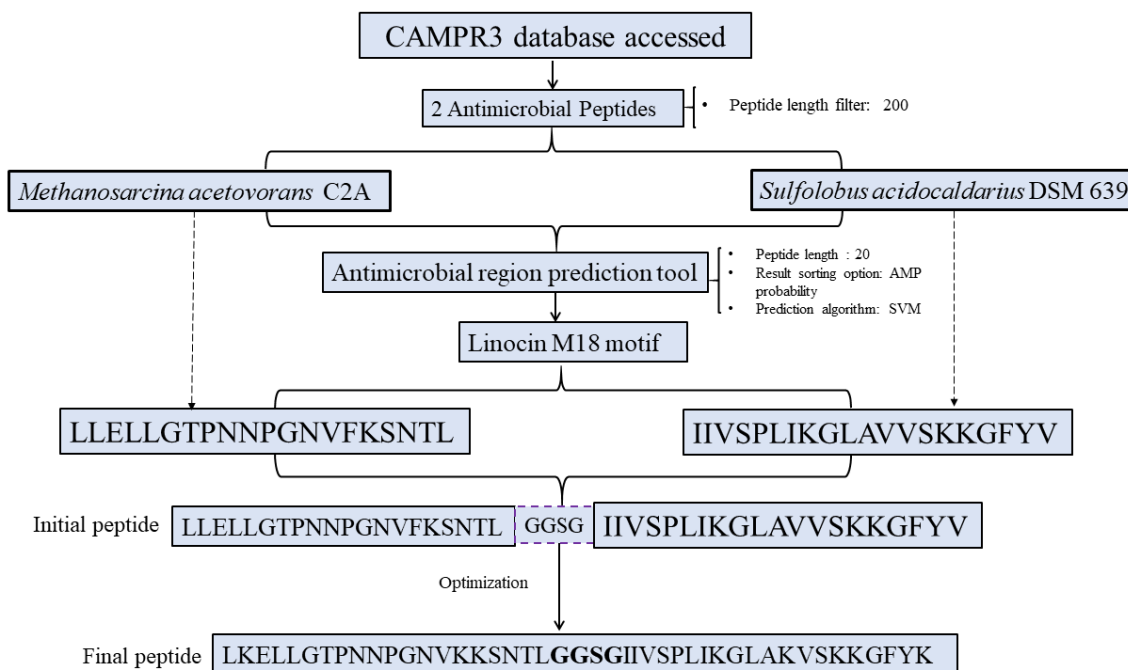 CAMPR3 database accessed
2 Antimicrobial Peptides
• Peptide length filter: 200
Methanosarcina acetovorans C2A
Sulfolobus acidocaldarius DSM 639
Antimicrobial region prediction tool
• Peptide length : 20
• Result sorting option: AMP
probability
• Prediction algorithm: SVM
Linocin M18 motif
LLELLGTPNNPGNVFKSNTL
IIVSPLIKGLAVVSKKGFYV
Initial peptide
LLELLGTPNNPGNVFKSNTL
GGSG
IIVSPLIKGLAVVSKKGFYV
Optimization
Final peptide
LKELLGTPNNPGNVKKSNTLGGSGIIVSPLIKGLAKVSKKGFYK